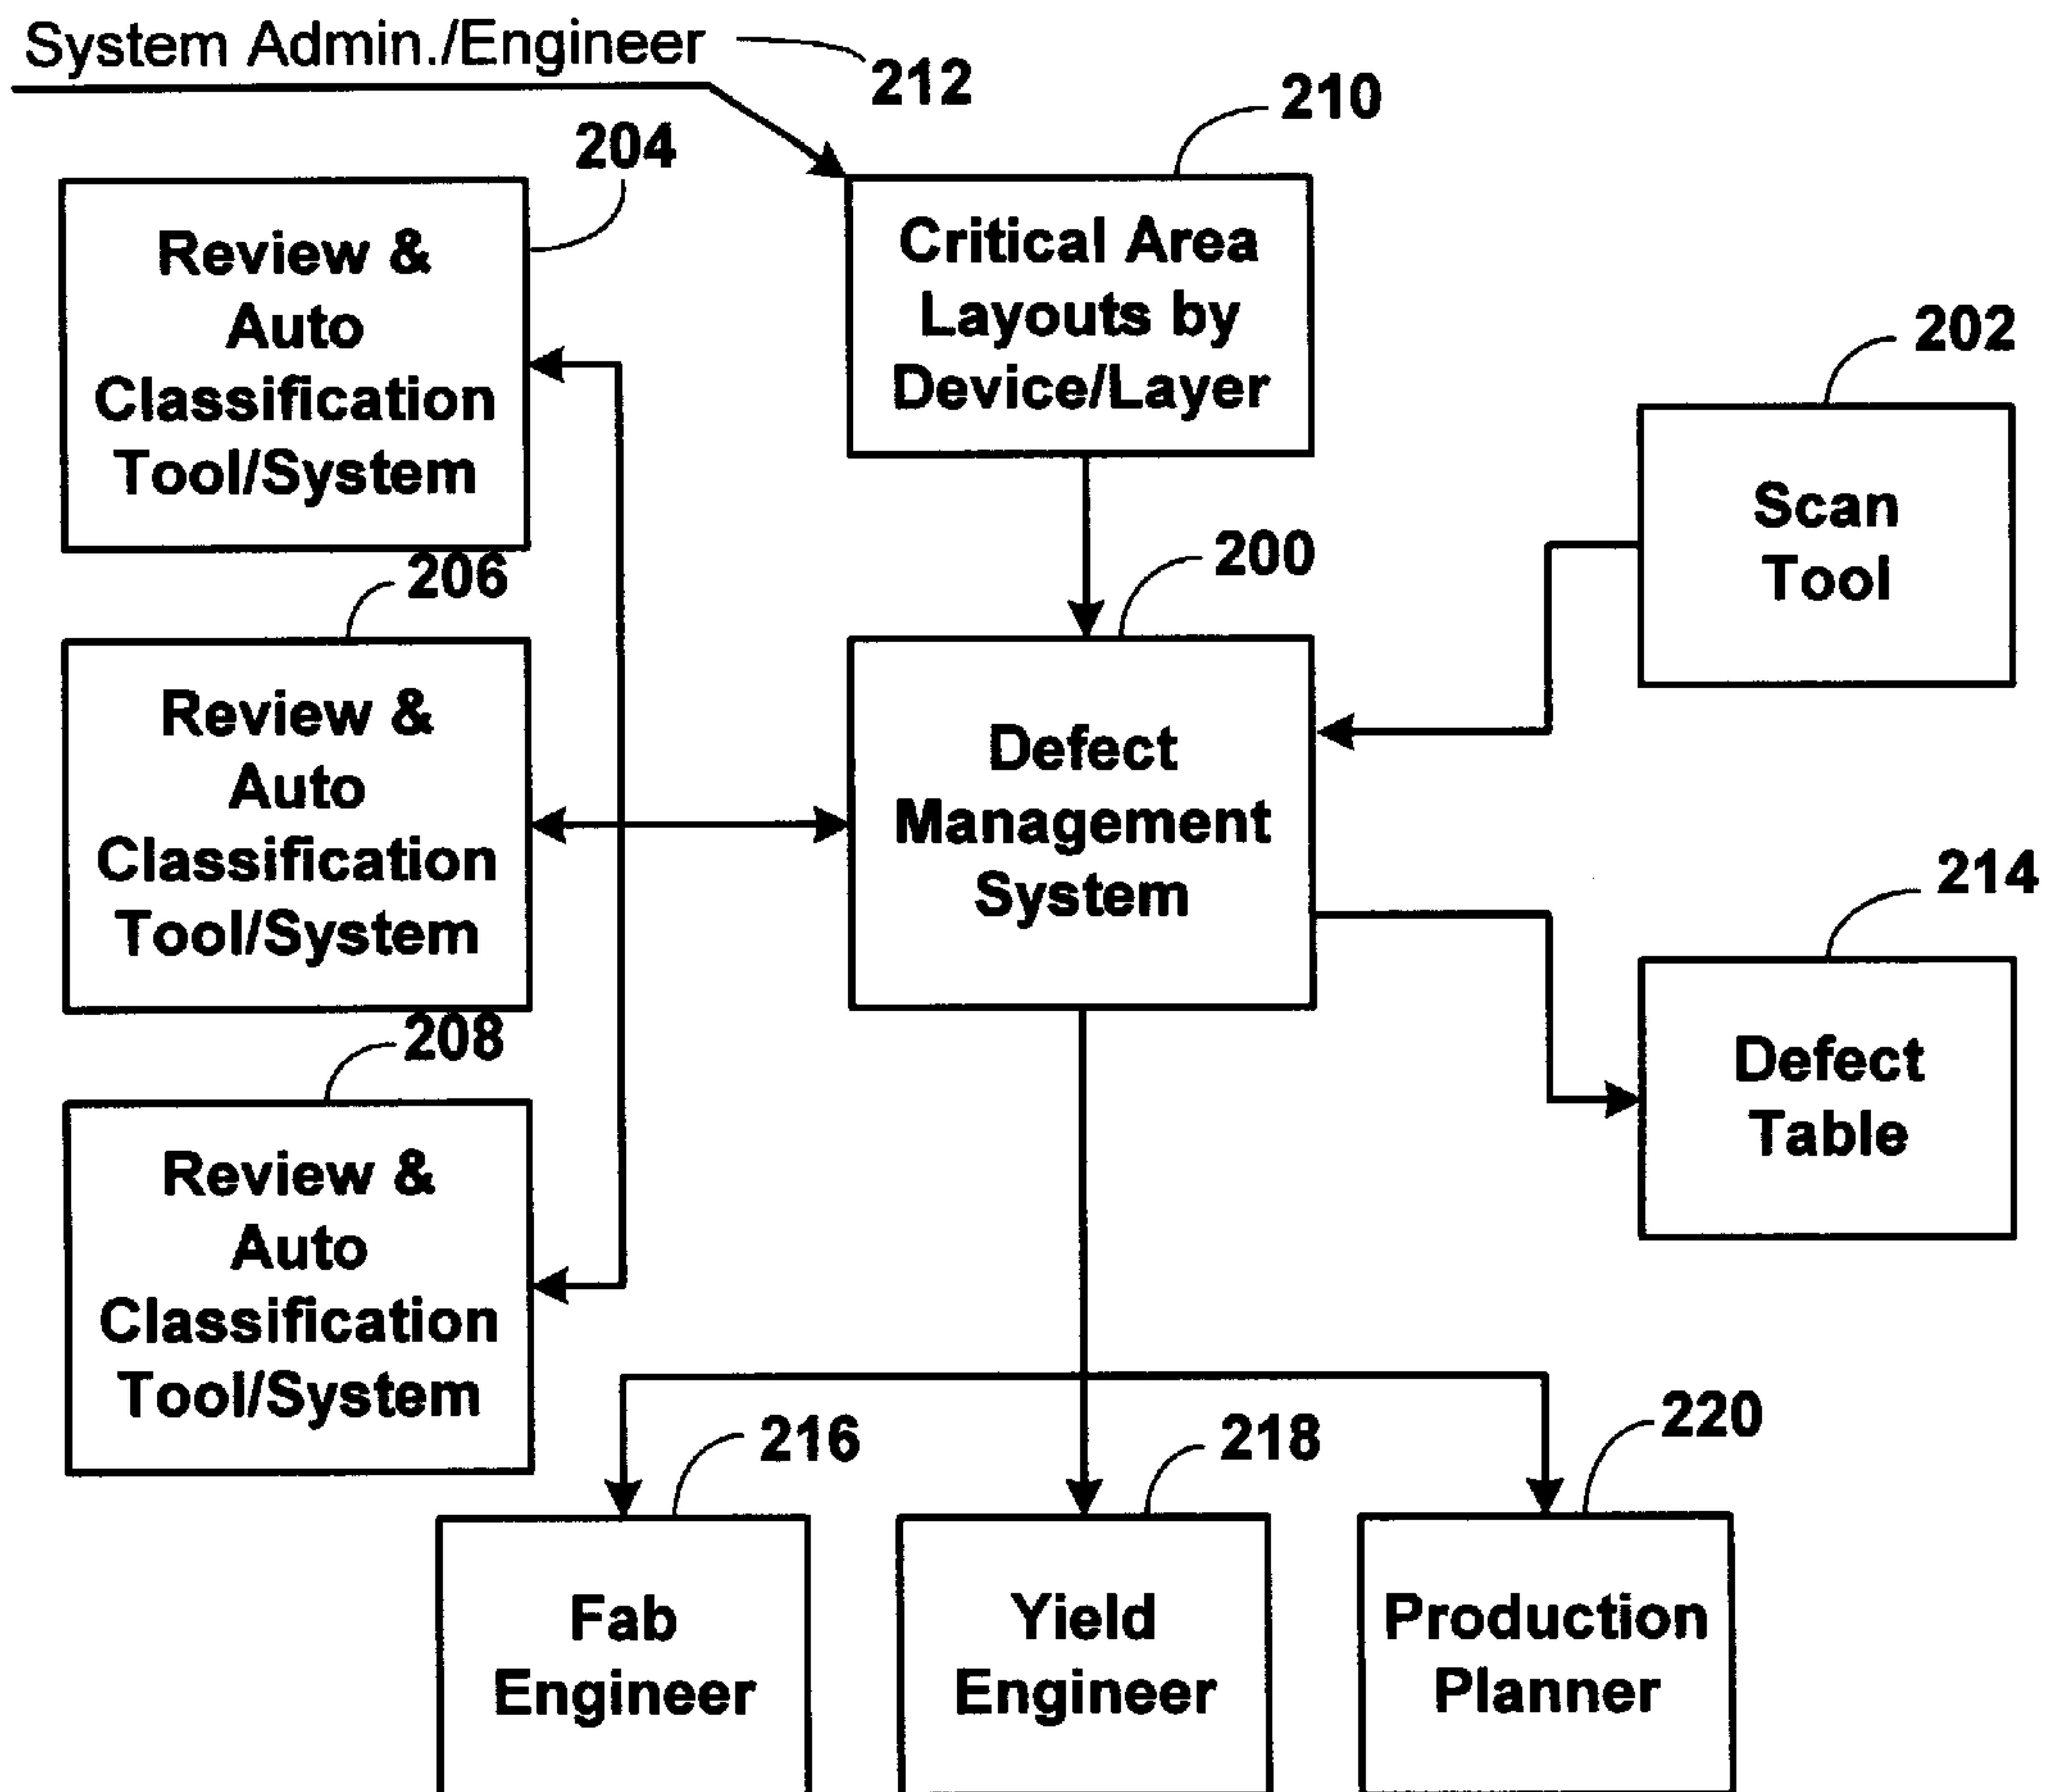 System Admin./Engineer
212
210
204
Review &
Auto
Classification
Tool/System
Critical Area
Layouts by
Device/Layer
202
Scan
Tool
206
200
Review &
Auto
Classification
Tool/System
Defect
Management
System
214
Defect
Table
208
Review &
Auto
Classification
Tool/System
216
218
220
Fab
Engineer
Yield
Engineer
Production
Planner